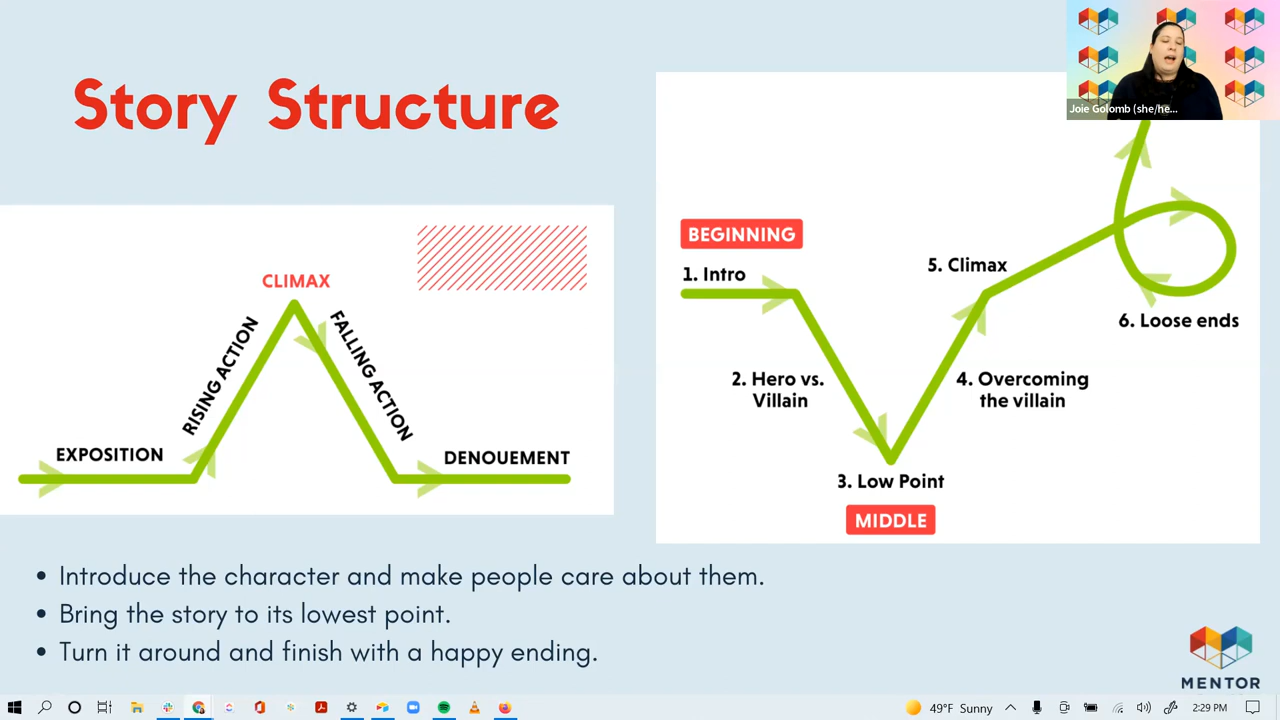 Story Structure
Joie Golomb (she/he...
CLIMAX
RISING ACTION
FALLING ACTION
EXPOSITION
DENOUEMENT
BEGINNING
1. Intro
5. Climax
6. Loose ends
2. Hero vs.
Villain
4. Overcoming
the villain
3. Low Point
MIDDLE
• Introduce the character and make people care about them.
• Bring the story to its lowest point.
• Turn it around and finish with a happy ending.
MENTOR
49°F Sunny
2:29 PM